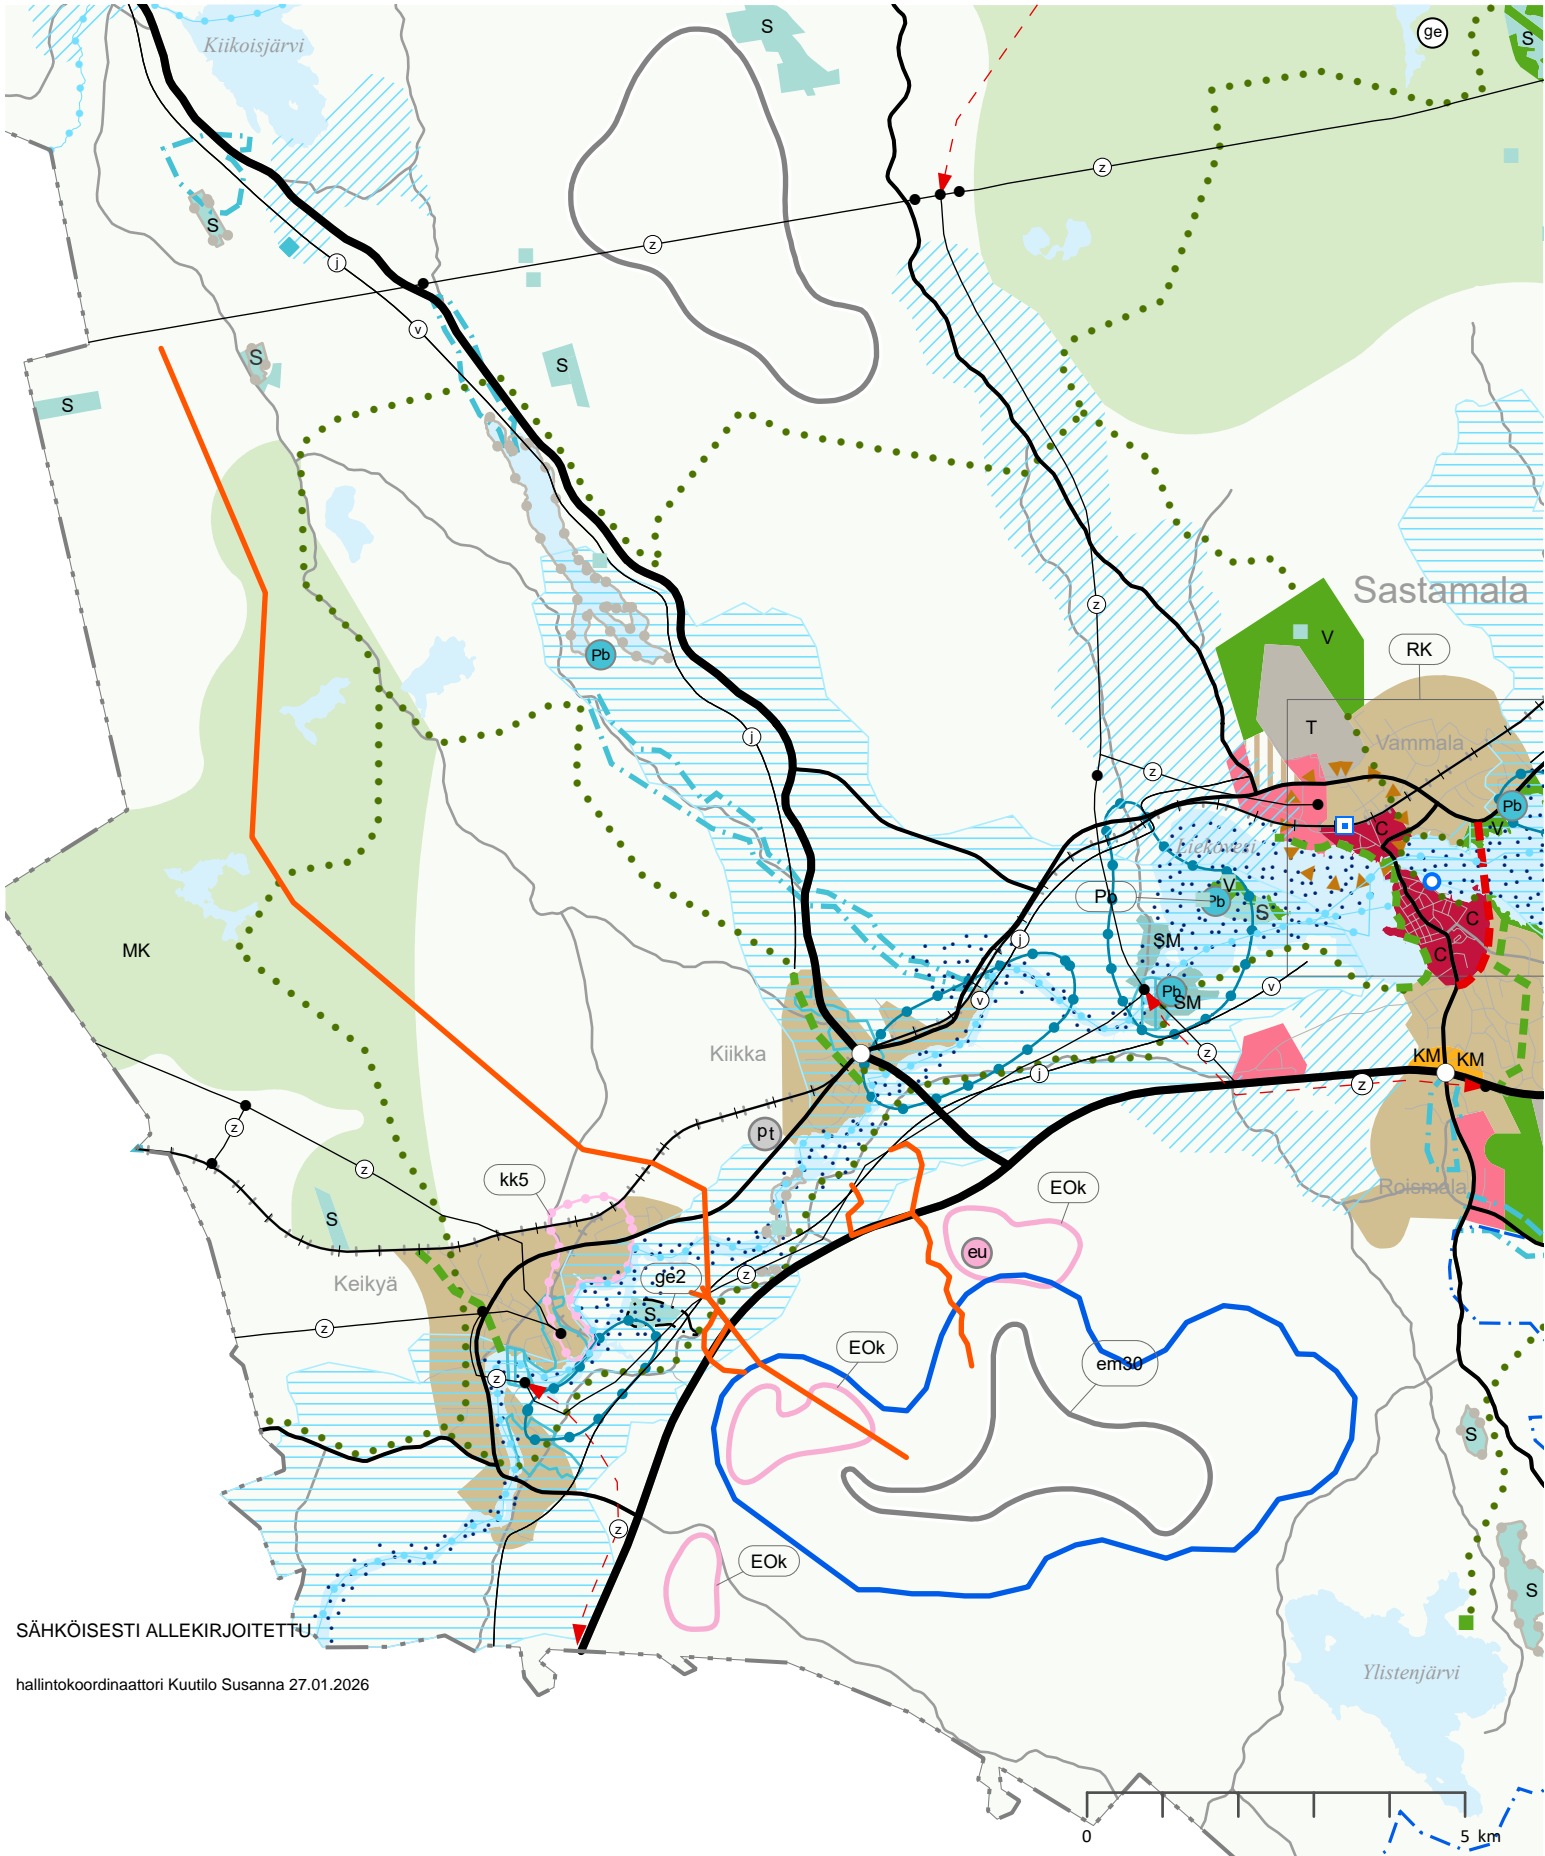 S
Kiikoisjärvi
ge
S
z
S
z
j
v
S
S
S
Sastamala
z
V
RK
Pb
T
Vammala
j
z
Pb
C
V
Liekovesi
Pb
V
Pb
S
C
SM
j
C
MK
Pb
SM
v
v
Kiikka
z
KM
KM
j
z
z
pt
z
kk5
EOk
Roismala
S
eu
Keikyä
ge2
z
S
z
EOk
em30
z
S
z
EOk
S
SÄHKÖISESTI ALLEKIRJOITETTU
Ylistenjärvi
hallintokoordinaattori Kuutilo Susanna 27.01.2026
0
5 km